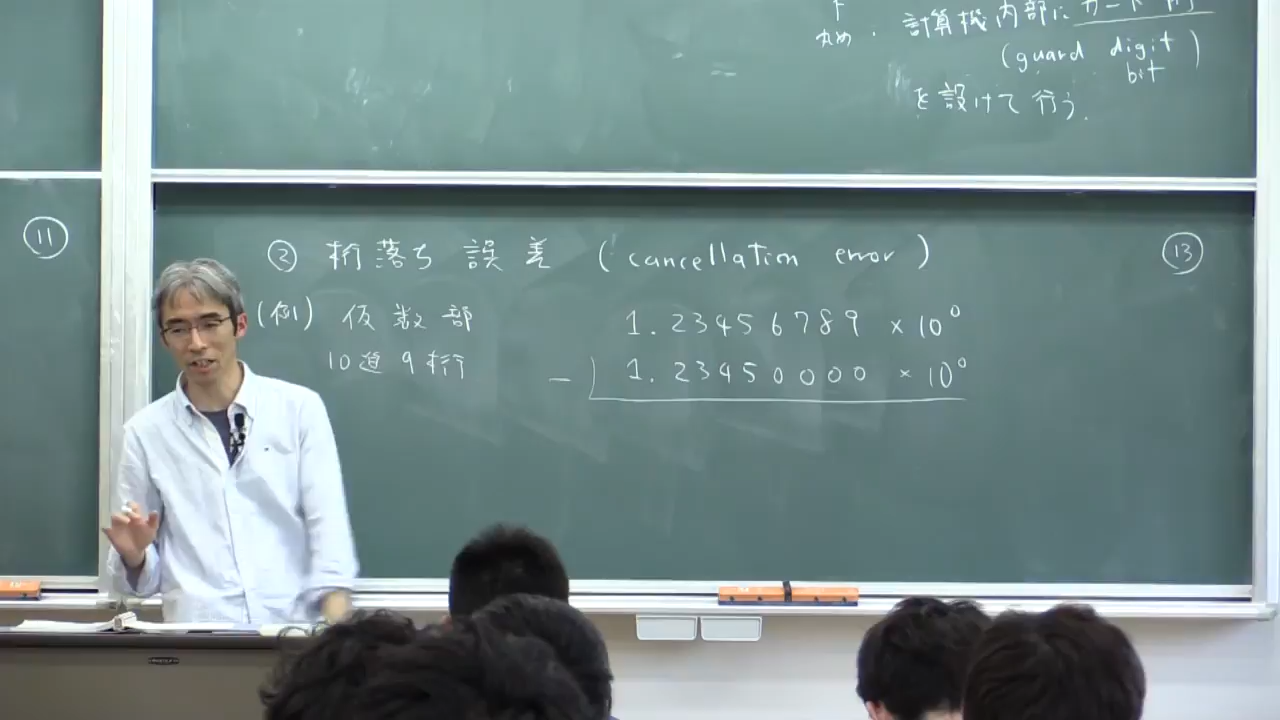 丸め. 計算機内部に ガード桁
(guard digit
bit)
を設けて行う.
⑪
② 桁落ち誤差 (cancellation error)
⑬
(例) 仮数部
10進9桁
1.23456789 × 10⁰
− 1.23450000 × 10⁰